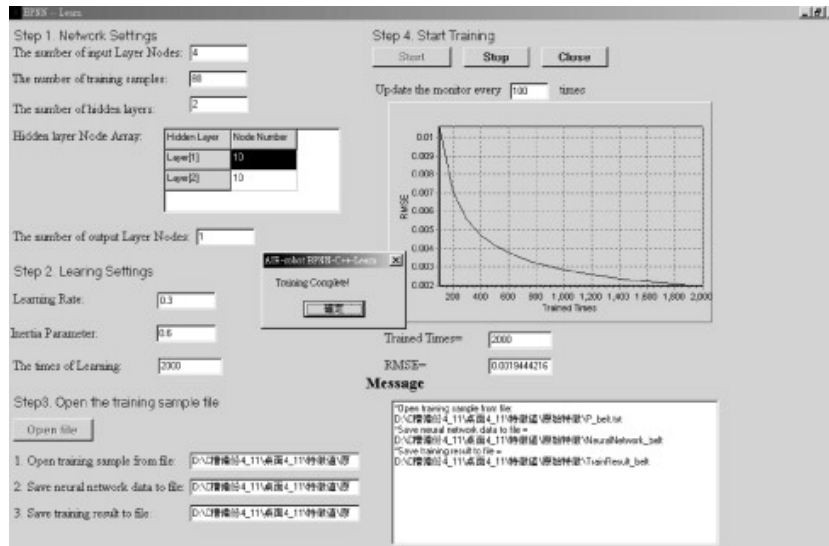 BPNN - Learn
Step 1. Network Settings
The number of input Layer Nodes: 4
The number of training samples: 88
The number of hidden layers: 2
Hidden layer Node Array:
Hidden Layer Node Number
Layer[1] 10
Layer[2] 10
The number of output Layer Nodes: 1
Step 2. Learing Settings
Learning Rate: 0.3
Inertia Parameter: 0.6
The times of Learning: 2000
Step3. Open the training sample file
Open file
1. Open training sample from file:
2. Save neural network data to file:
3. Save training result to file:
Step 4. Start Training
Start Stop Close
Update the monitor every 100 times
0.01
0.009
0.008
0.007
0.006
0.005
0.004
0.003
0.002
RMSE
200 400 600 800 1,000 1,200 1,400 1,600 1,800 2,000
Trained Times
AIR-robot BPNN-C++-Learn
Training Complete!
確定
Trained Times= 2000
RMSE= 0.0019444216
Message
*Open training sample from file:
\P_belt.txt
*Save neural network data to file =
\NeuralNetwork_belt
*Save training result to file =
\TrainResult_belt